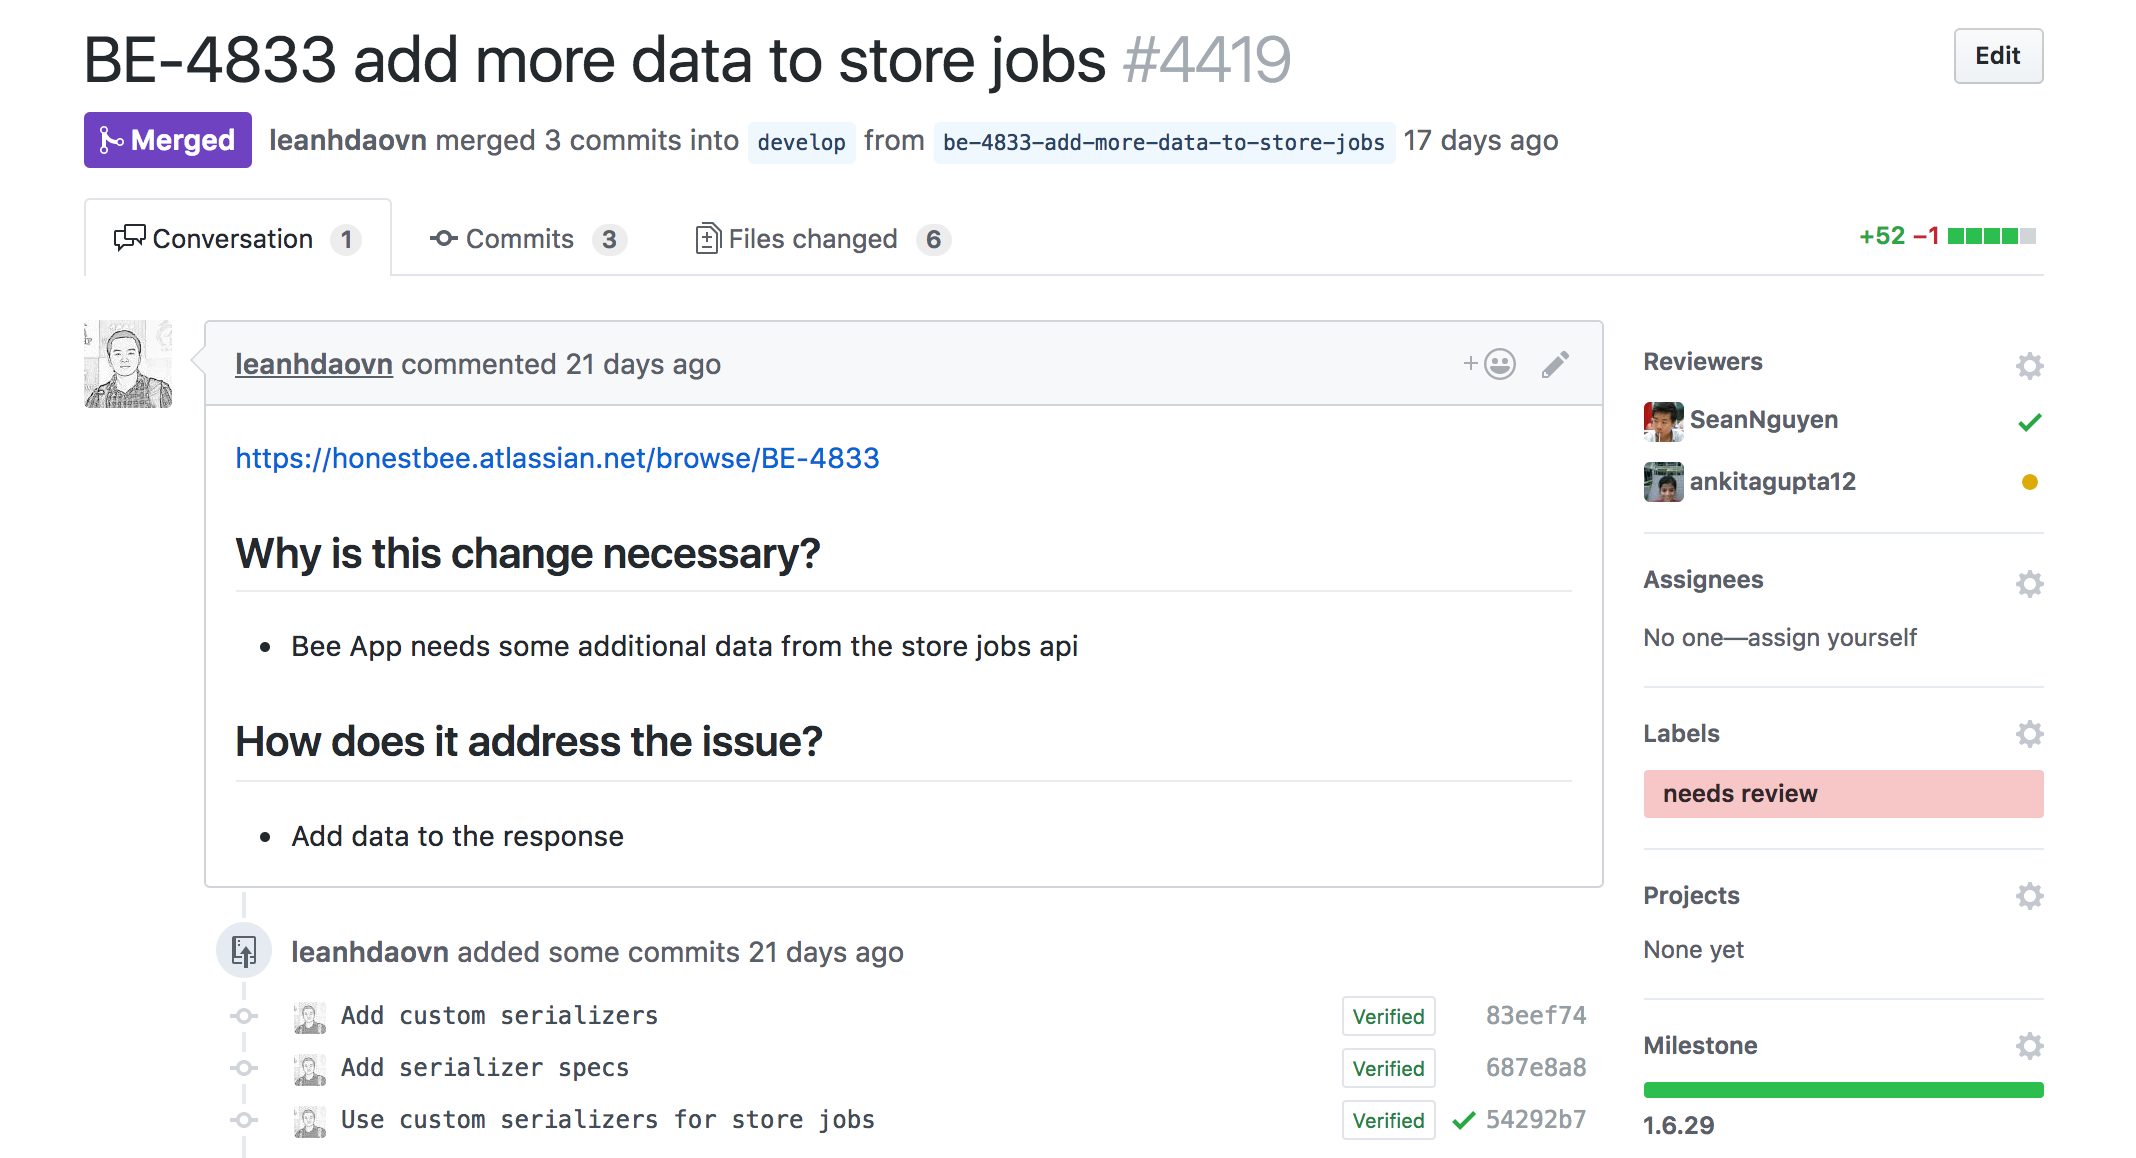 BE-4833 add more data to store jobs #4419
Edit
Merged leanhdaovn merged 3 commits into develop from be-4833-add-more-data-to-store-jobs 17 days ago
Conversation 1 Commits 3 Files changed 6 +52 −1
leanhdaovn commented 21 days ago
https://honestbee.atlassian.net/browse/BE-4833
Why is this change necessary?
• Bee App needs some additional data from the store jobs api
How does it address the issue?
• Add data to the response
leanhdaovn added some commits 21 days ago
Add custom serializers Verified 83eef74
Add serializer specs Verified 687e8a8
Use custom serializers for store jobs Verified 54292b7
Reviewers
SeanNguyen
ankitagupta12
Assignees
No one—assign yourself
Labels
needs review
Projects
None yet
Milestone
1.6.29